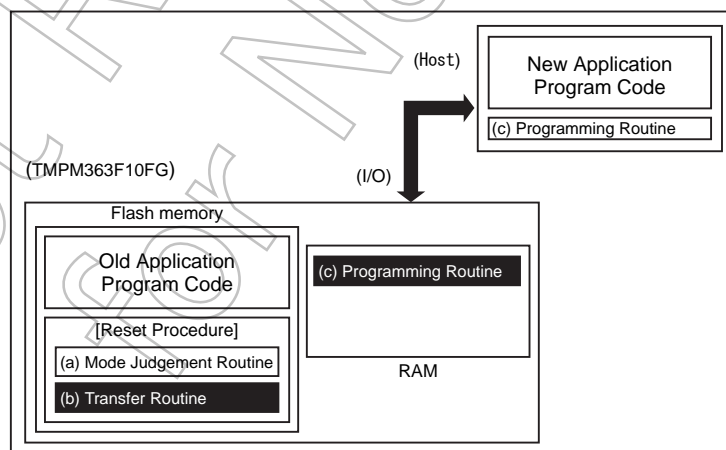 (Host)
New Application
Program Code
(c) Programming Routine
(TMPM363F10FG)
(I/O)
Flash memory
Old Application
Program Code
(c) Programming Routine
[Reset Procedure]
(a) Mode Judgement Routine
RAM
(b) Transfer Routine